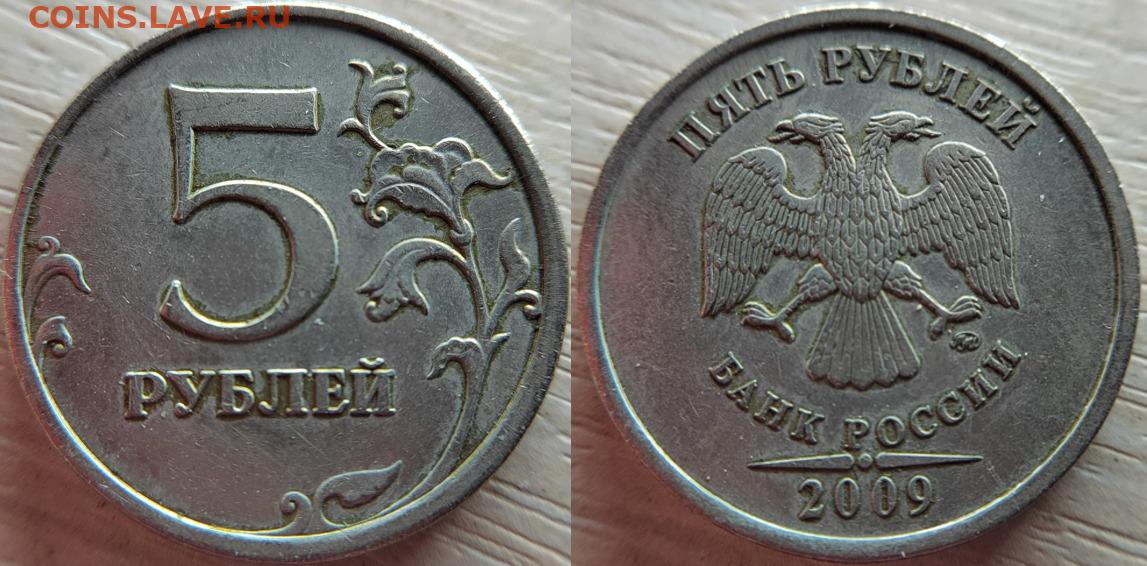 COINS.LAVE.RU
5
РУБЛЕЙ
ПЯТЬ РУБЛЕЙ
БАНК РОССИИ
2009